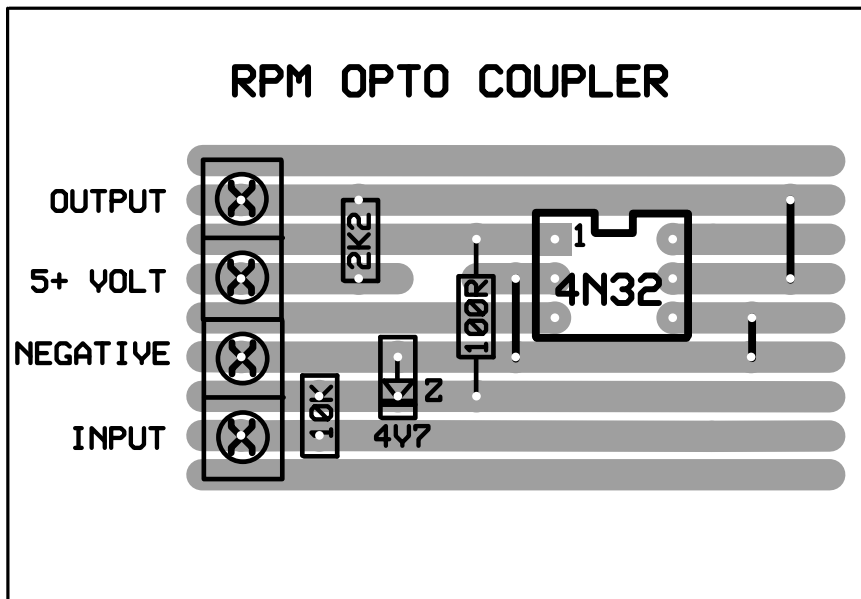 RPM OPTO COUPLER
OUTPUT
2K2
1
5+ VOLT
4N32
100R
NEGATIVE
Z
10K
INPUT
4V7